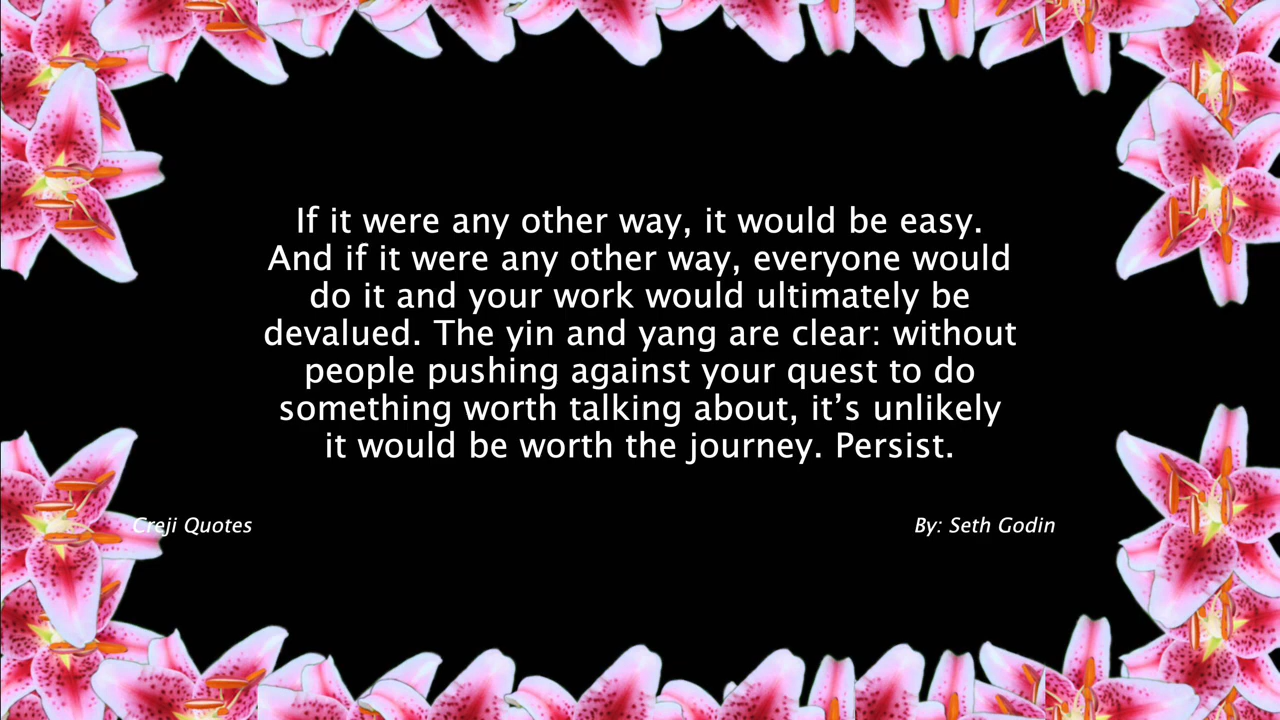 If it were any other way, it would be easy.
And if it were any other way, everyone would
do it and your work would ultimately be
devalued. The yin and yang are clear: without
people pushing against your quest to do
something worth talking about, it’s unlikely
it would be worth the journey. Persist.
Creji Quotes
By: Seth Godin